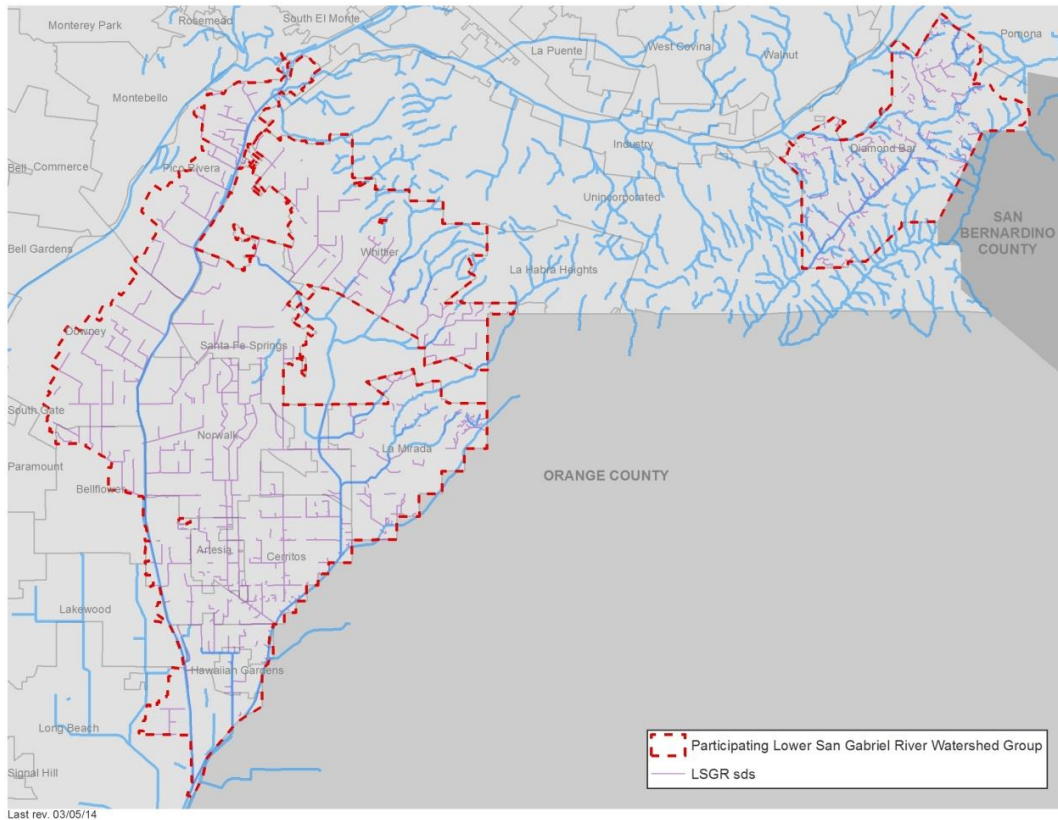 Monterey Park
Rosemead
South El Monte
La Puente
West Covina
Walnut
Pomona
Montebello
Industry
Diamond Bar
Bell
Commerce
Pico Rivera
Unincorporated
SAN
BERNARDINO
COUNTY
Bell Gardens
Whittier
La Habra Heights
Downey
Santa Fe Springs
South Gate
Norwalk
La Mirada
Paramount
ORANGE COUNTY
Bellflower
Artesia
Cerritos
Lakewood
Hawaiian Gardens
Long Beach
Signal Hill
Participating Lower San Gabriel River Watershed Group
LSGR sds
Last rev. 03/05/14